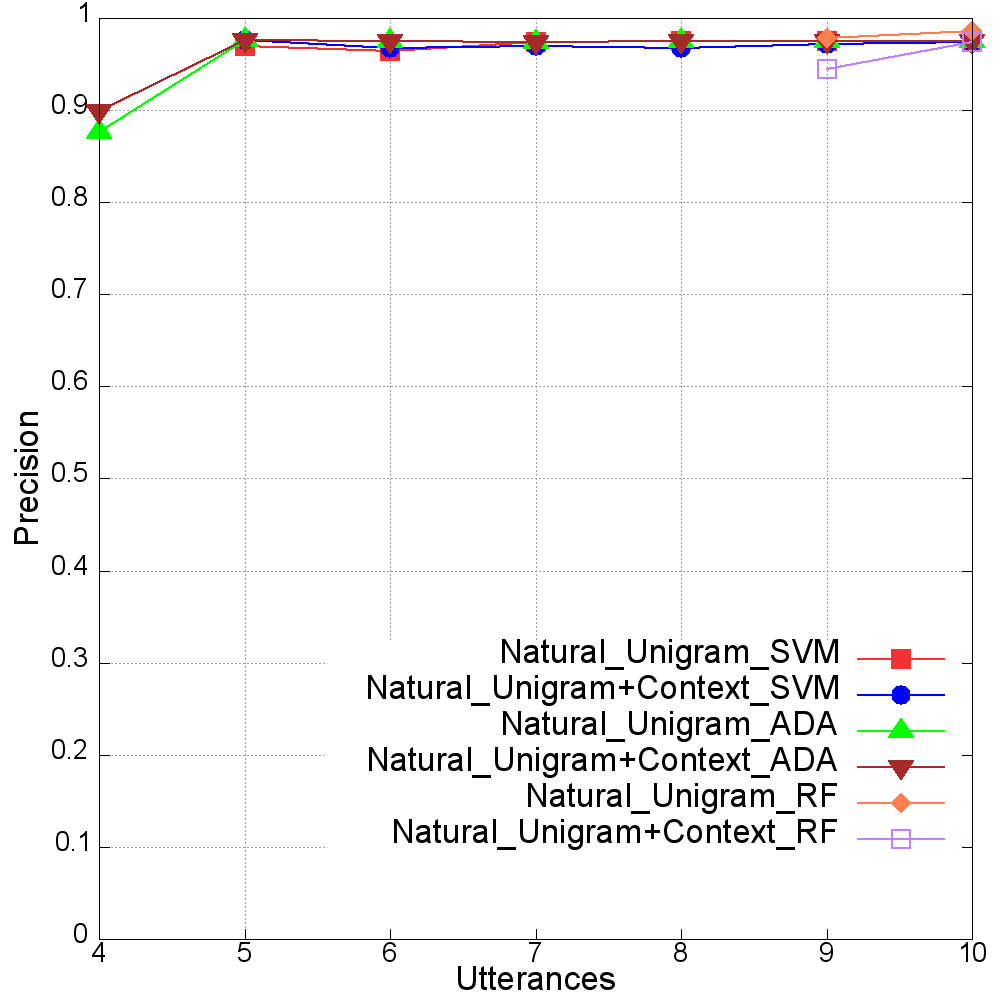 1
0.9
0.8
0.7
0.6
0.5
0.4
0.3
0.2
0.1
0
Precision
Natural_Unigram_SVM
Natural_Unigram+Context_SVM
Natural_Unigram_ADA
Natural_Unigram+Context_ADA
Natural_Unigram_RF
Natural_Unigram+Context_RF
4 5 6 7 8 9 10
Utterances